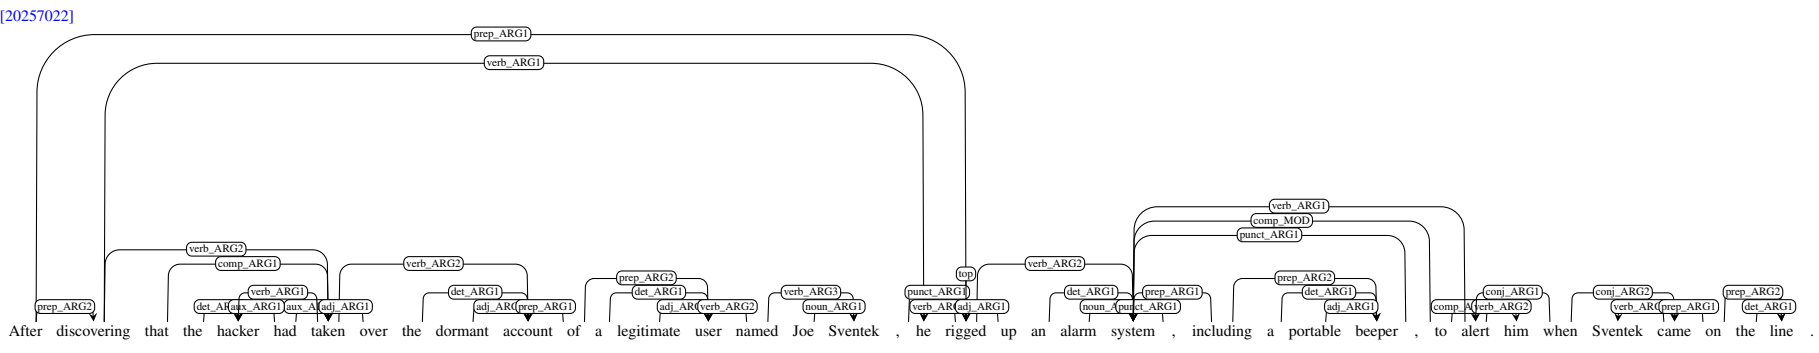 [20257022]
prep_ARG1
verb_ARG1
verb_ARG1
comp_MOD
punct_ARG1
verb_ARG2
comp_ARG1 verb_ARG2 verb_ARG2
top
prep_ARG2 prep_ARG2
verb_ARG1 det_ARG1 det_ARG1 verb_ARG3 punct_ARG1 det_ARG1 prep_ARG1 det_ARG1 conj_ARG1 conj_ARG2 prep_ARG2
prep_ARG2 aux_ARG1 adj_ARG1 prep_ARG1 verb_ARG2 noun_ARG1 adj_ARG1 punct_ARG1 adj_ARG1 verb_ARG2 prep_ARG1 det_ARG1
After discovering that the hacker had taken over the dormant account of a legitimate user named Joe Sventek , he rigged up an alarm system , including a portable beeper , to alert him when Sventek came on the line .